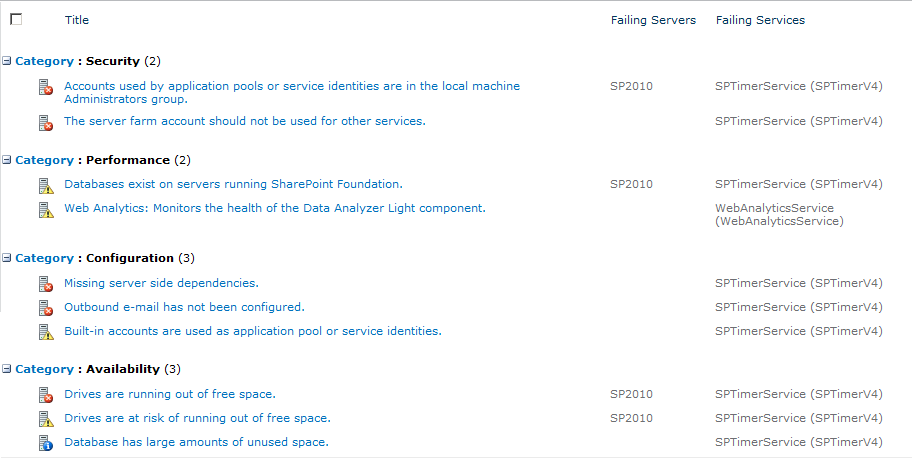 Title Failing Servers Failing Services
Category : Security (2)
Accounts used by application pools or service identities are in the local machine SP2010 SPTimerService (SPTimerV4)
Administrators group.
The server farm account should not be used for other services. SPTimerService (SPTimerV4)
Category : Performance (2)
Databases exist on servers running SharePoint Foundation. SP2010 SPTimerService (SPTimerV4)
Web Analytics: Monitors the health of the Data Analyzer Light component. WebAnalyticsService
(WebAnalyticsService)
Category : Configuration (3)
Missing server side dependencies. SPTimerService (SPTimerV4)
Outbound e-mail has not been configured. SPTimerService (SPTimerV4)
Built-in accounts are used as application pool or service identities. SPTimerService (SPTimerV4)
Category : Availability (3)
Drives are running out of free space. SP2010 SPTimerService (SPTimerV4)
Drives are at risk of running out of free space. SP2010 SPTimerService (SPTimerV4)
Database has large amounts of unused space. SPTimerService (SPTimerV4)